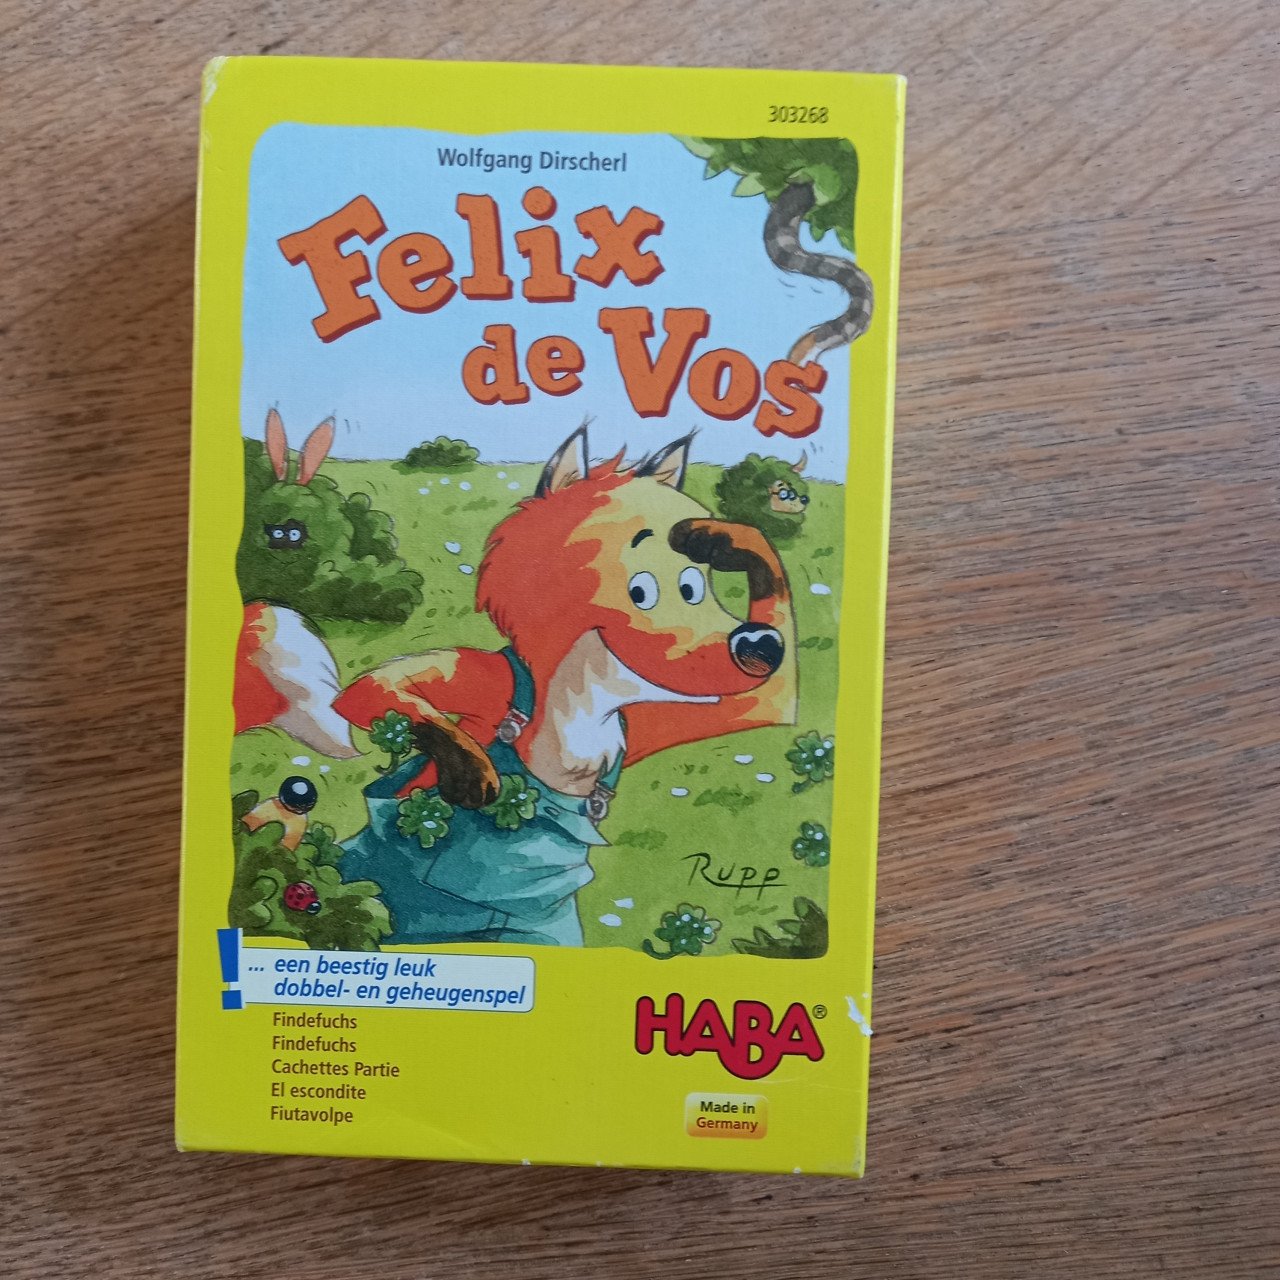 303268
Wolfgang Dirscherl
Felix
de Vos
RUPP
... een beestig leuk
dobbel- en geheugenspel
Findefuchs
Findefuchs
Cachettes Partie
El escondite
Fiutavolpe
HABA®
Made in
Germany